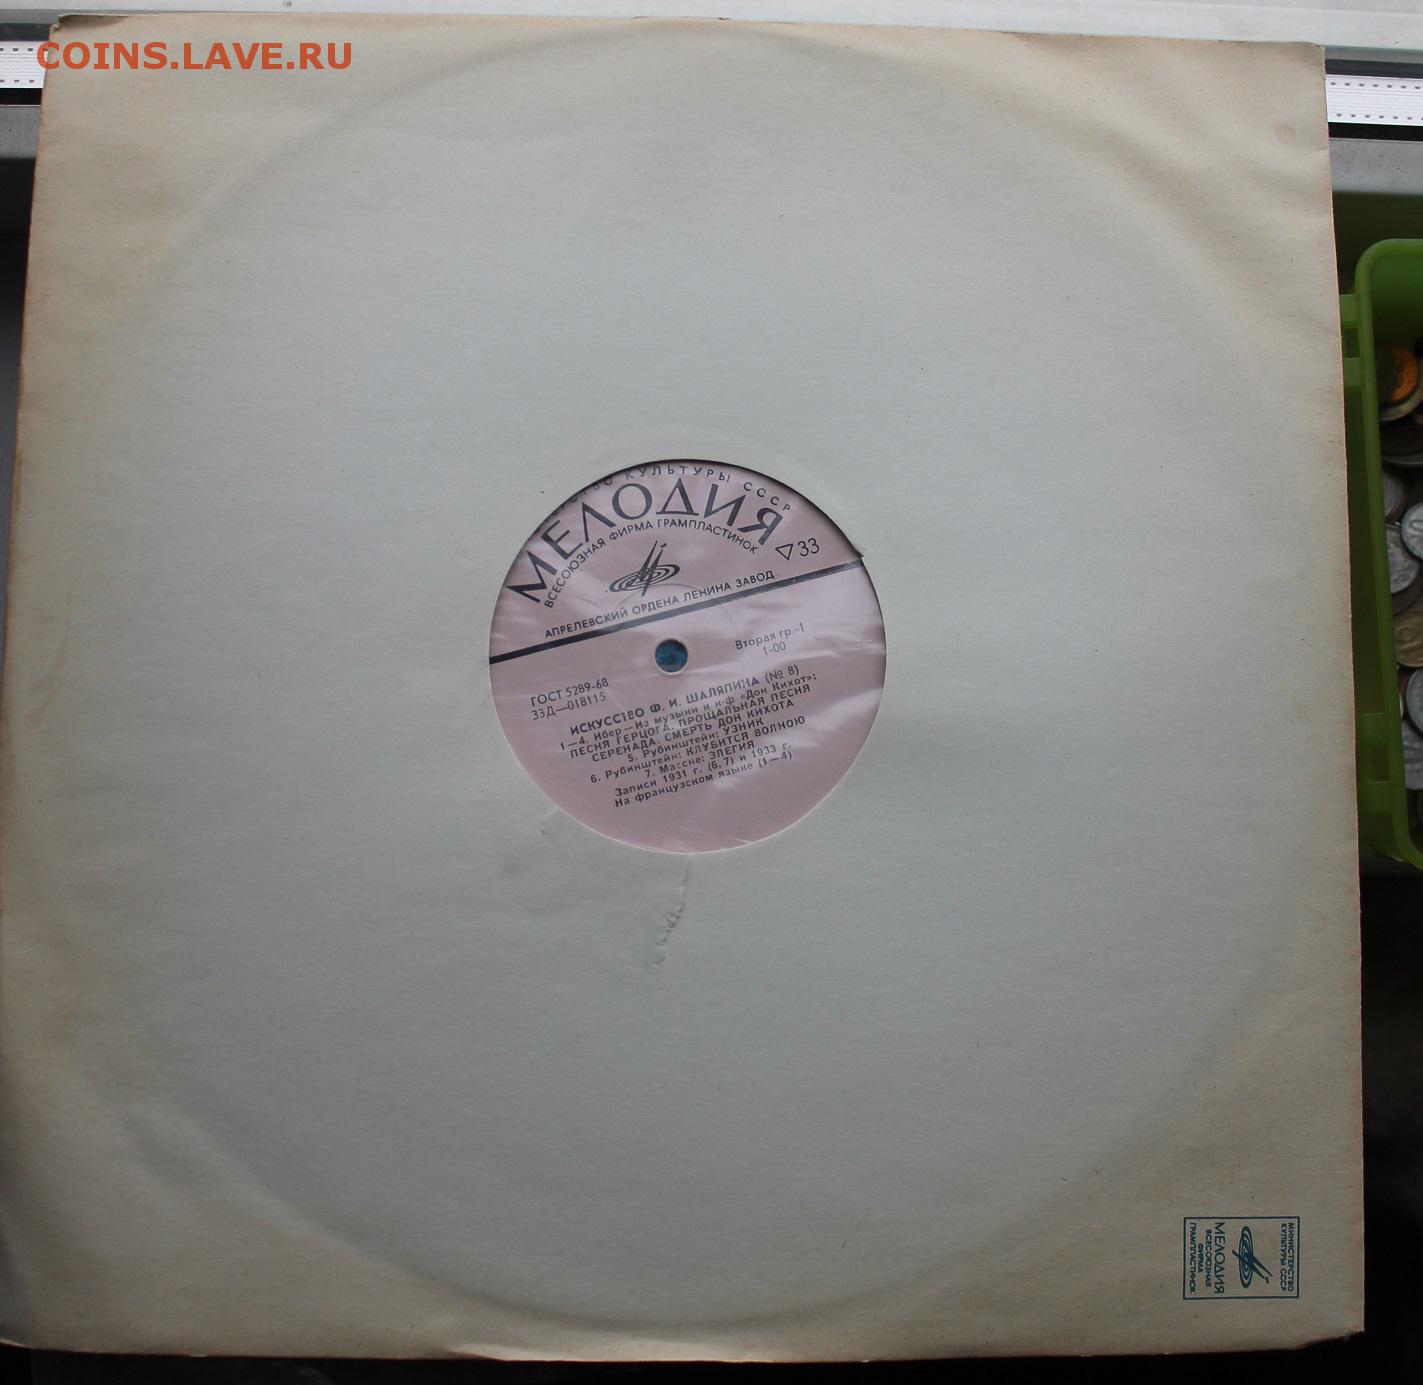 COINS.LAVE.RU
КУЛЬТУРЫ СССР
МЕЛОДИЯ
ВСЕСОЮЗНАЯ ФИРМА ГРАМПЛАСТИНОК
33
АПРЕЛЕВСКИЙ ОРДЕНА ЛЕНИНА ЗАВОД
Вторая гр.-1
1-00
ГОСТ 5289-68
33Д—018115
ИСКУССТВО Ф. И. ШАЛЯПИНА (№ 8)
1—4. Ибер—Из музыки к к-ф «Дон Кихот»:
ПЕСНЯ ГЕРЦОГА. ПРОЩАЛЬНАЯ ПЕСНЯ
СЕРЕНАДА. СМЕРТЬ ДОН КИХОТА
5. Рубинштейн: УЗНИК
6. Рубинштейн: КЛУБИТСЯ ВОЛНОЮ
7. Масснe: ЭЛЕГИЯ
Записи 1931 г. (6,7) и 1933 г.
На французском языке (1—4)
МИНИСТЕРСТВО
КУЛЬТУРЫ СССР
МЕЛОДИЯ
ВСЕСОЮЗНАЯ
ФИРМА
ГРАМПЛАСТИНОК